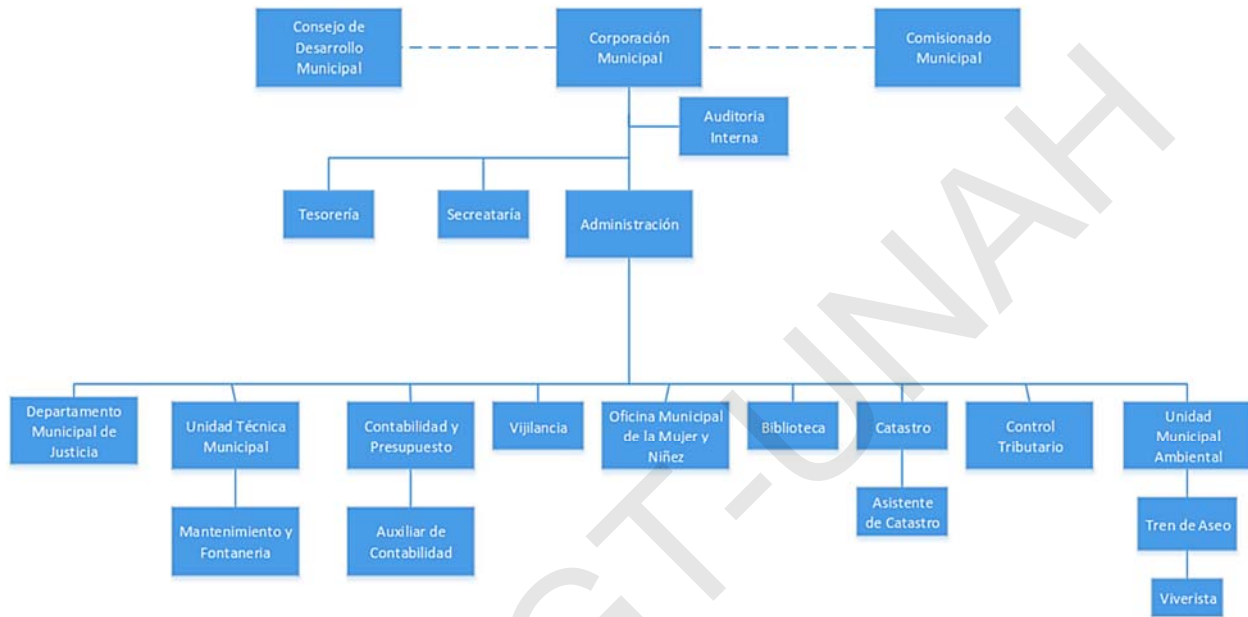 Consejo de
Desarrollo
Municipal
Corporación
Municipal
Comisionado
Municipal
Auditoria
Interna
Tesorería
Secreataría
Administración
Departamento
Municipal de
Justicia
Unidad Técnica
Municipal
Contabilidad y
Presupuesto
Vijilancia
Oficina Municipal
de la Mujer y
Niñez
Biblioteca
Catastro
Control
Tributario
Unidad
Municipal
Ambiental
Mantenimiento y
Fontaneria
Auxiliar de
Contabilidad
Asistente
de Catastro
Tren de Aseo
Viverista
GT-UNAH